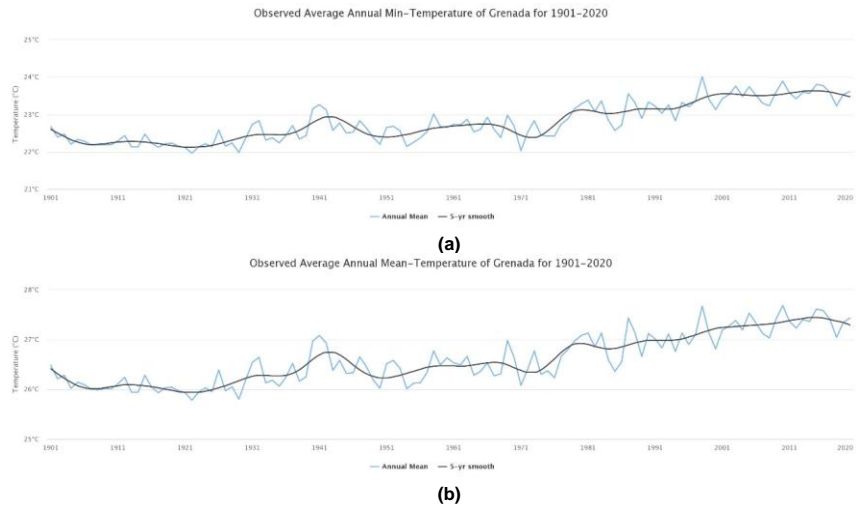 Observed Average Annual Min-Temperature of Grenada for 1901-2020
25°C
24°C
23°C
22°C
21°C
Temperature (°C)
1901 1911 1921 1931 1941 1951 1961 1971 1981 1991 2001 2011 2020
Annual Mean 5-yr smooth
(a)
Observed Average Annual Mean-Temperature of Grenada for 1901-2020
28°C
27°C
26°C
25°C
Temperature (°C)
1901 1911 1921 1931 1941 1951 1961 1971 1981 1991 2001 2011 2020
Annual Mean 5-yr smooth
(b)